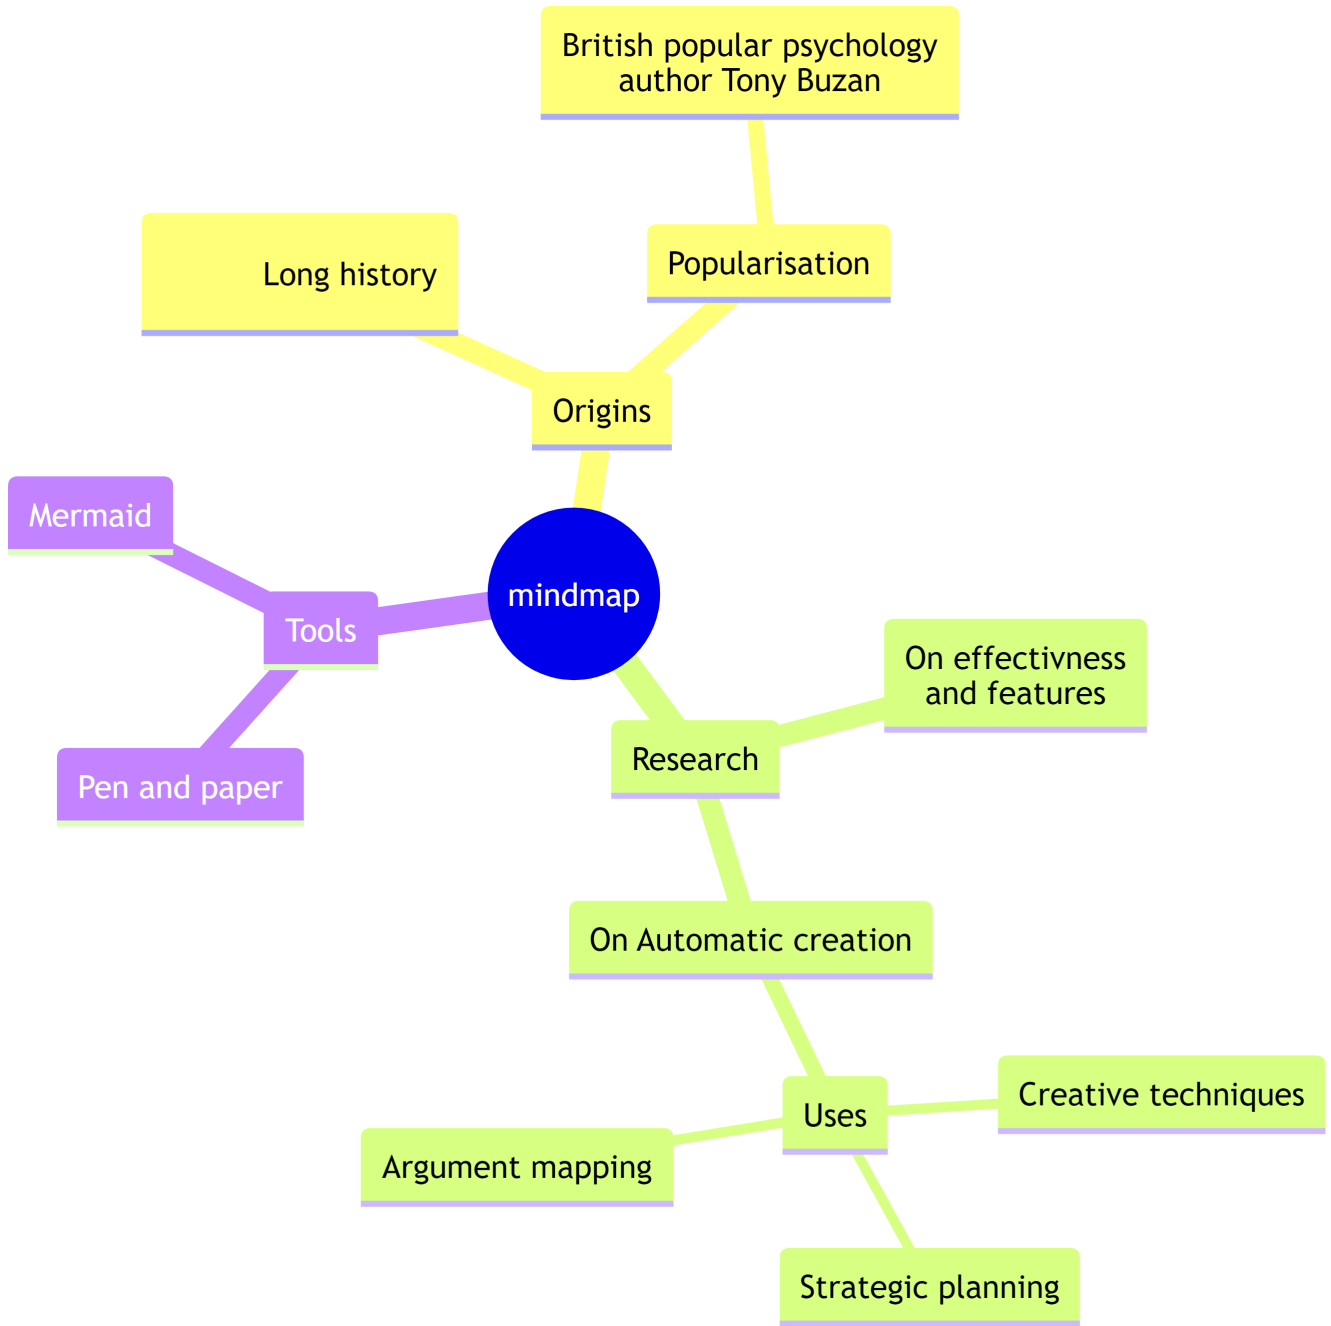 British popular psychology
author Tony Buzan
Long history
Popularisation
Origins
Mermaid
mindmap
Tools
On effectivness
and features
Research
Pen and paper
On Automatic creation
Creative techniques
Uses
Argument mapping
Strategic planning